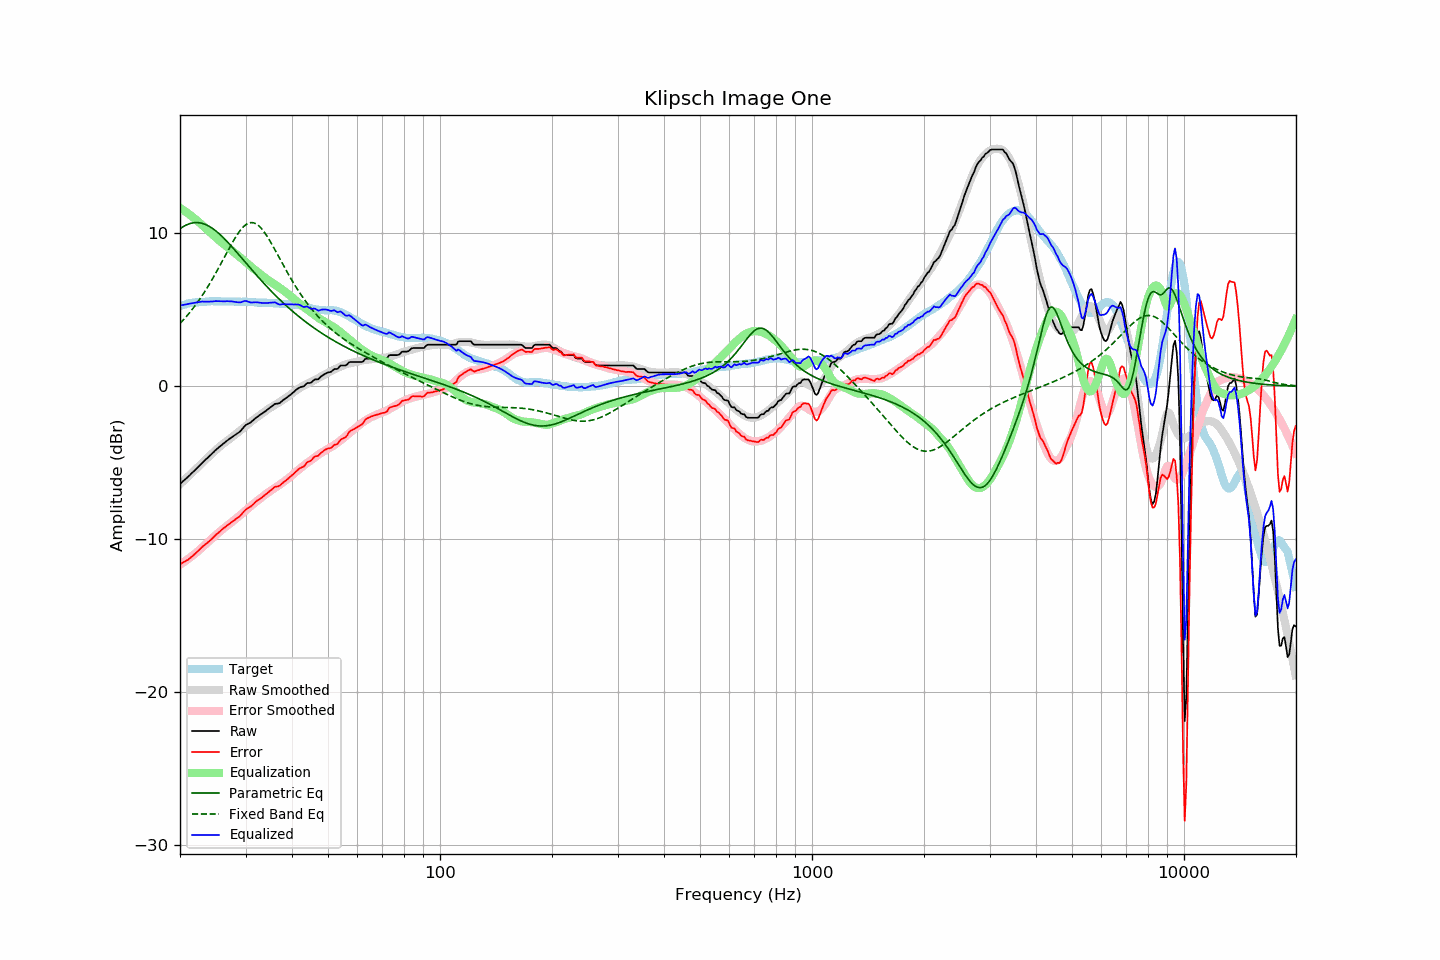 Klipsch Image One
10
0
−10
−20
−30
Amplitude (dBr)
Target
Raw Smoothed
Error Smoothed
Raw
Error
Equalization
Parametric Eq
Fixed Band Eq
Equalized
100
1000
10000
Frequency (Hz)